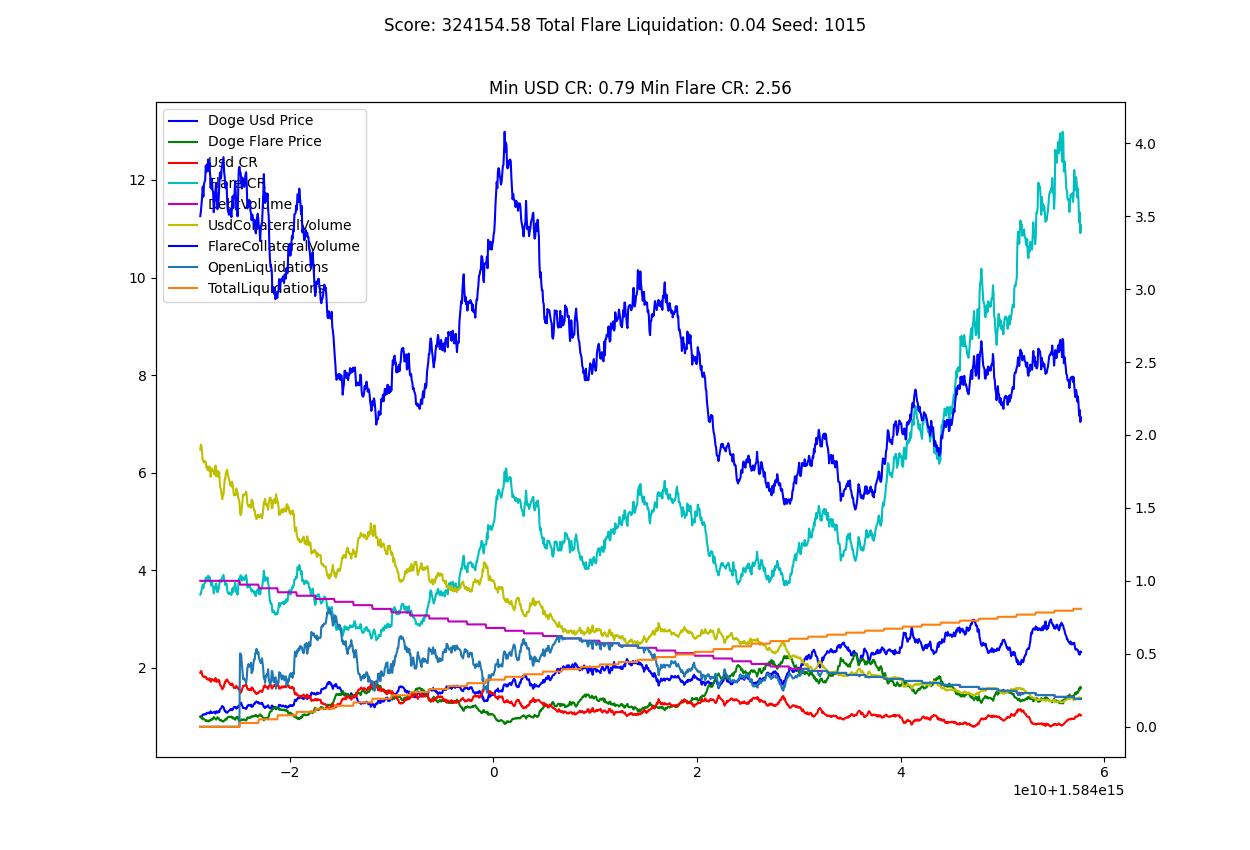 Score: 324154.58 Total Flare Liquidation: 0.04 Seed: 1015
Min USD CR: 0.79 Min Flare CR: 2.56
Doge Usd Price
Doge Flare Price
Usd CR
Flare CR
DebtVolume
UsdCollateralVolume
FlareCollateralVolume
OpenLiquidations
TotalLiquidations
12
10
8
6
4
2
4.0
3.5
3.0
2.5
2.0
1.5
1.0
0.5
0.0
−2
0
2
4
6
1e10+1.584e15